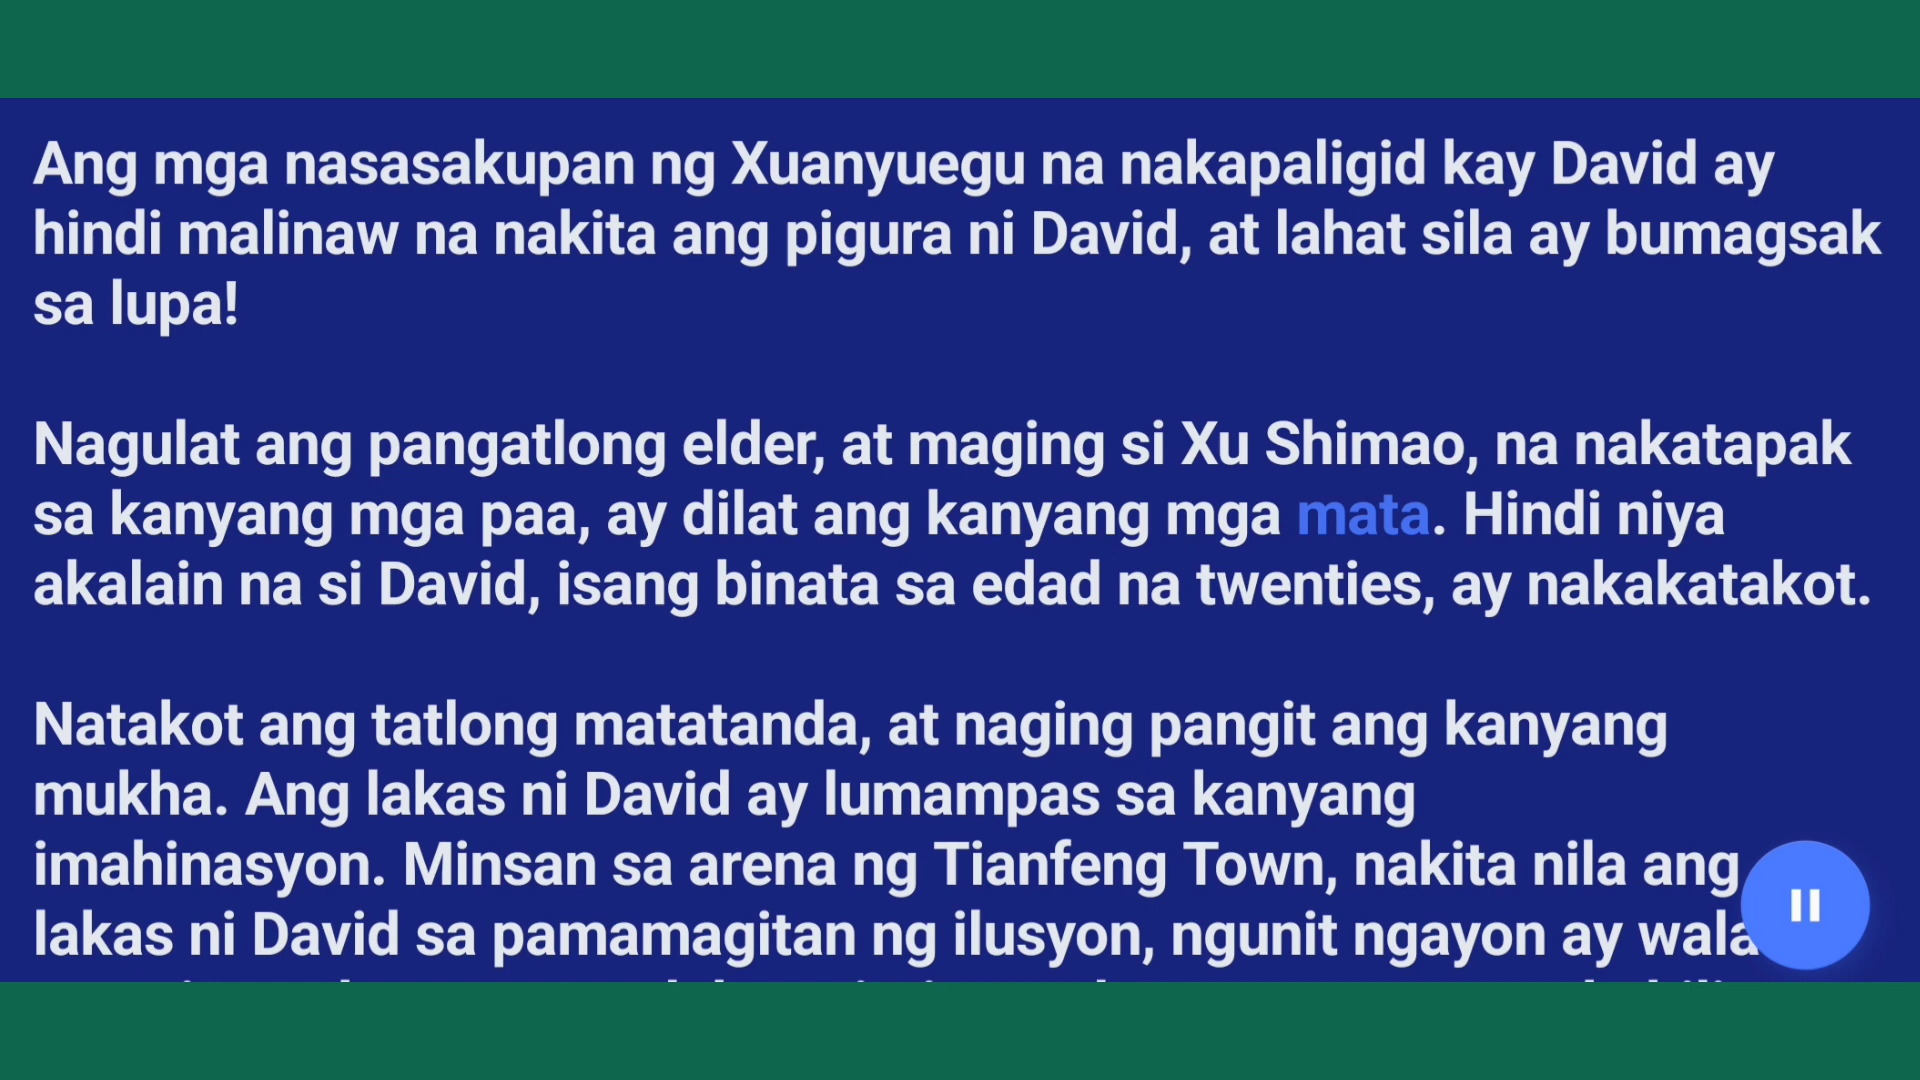 Ang mga nasasakupan ng Xuanyuegu na nakapaligid kay David ay
hindi malinaw na nakita ang pigura ni David, at lahat sila ay bumagsak
sa lupa!
Nagulat ang pangatlong elder, at maging si Xu Shimao, na nakatapak
sa kanyang mga paa, ay dilat ang kanyang mga mata. Hindi niya
akalain na si David, isang binata sa edad na twenties, ay nakakatakot.
Natakot ang tatlong matatanda, at naging pangit ang kanyang
mukha. Ang lakas ni David ay lumampas sa kanyang
imahinasyon. Minsan sa arena ng Tianfeng Town, nakita nila ang
lakas ni David sa pamamagitan ng ilusyon, ngunit ngayon ay wala